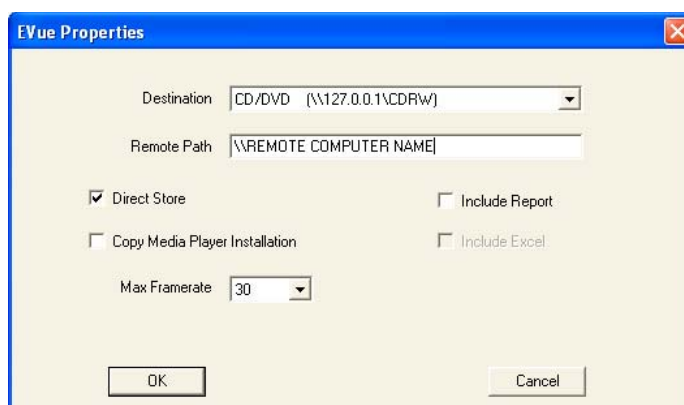 EVue Properties
Destination CD/DVD (\\127.0.0.1\CDRW)
Remote Path \\REMOTE COMPUTER NAME
Direct Store
Include Report
Copy Media Player Installation
Include Excel
Max Framerate 30
OK
Cancel